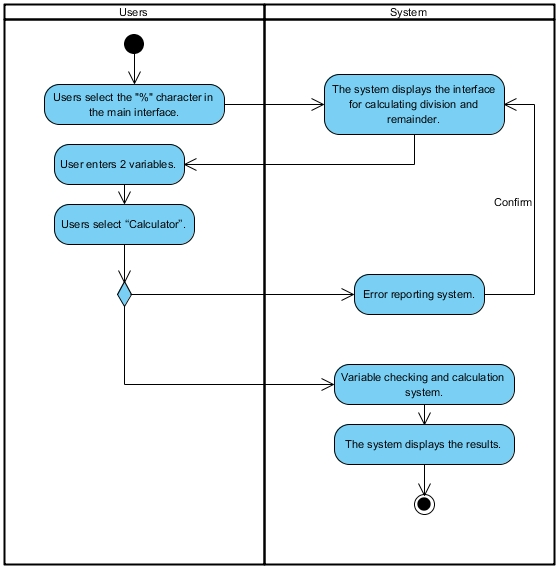 Users
System
Users select the "%" character in
the main interface.
The system displays the interface
for calculating division and
remainder.
User enters 2 variables.
Users select “Calculator”.
Confirm
Error reporting system.
Variable checking and calculation
system.
The system displays the results.